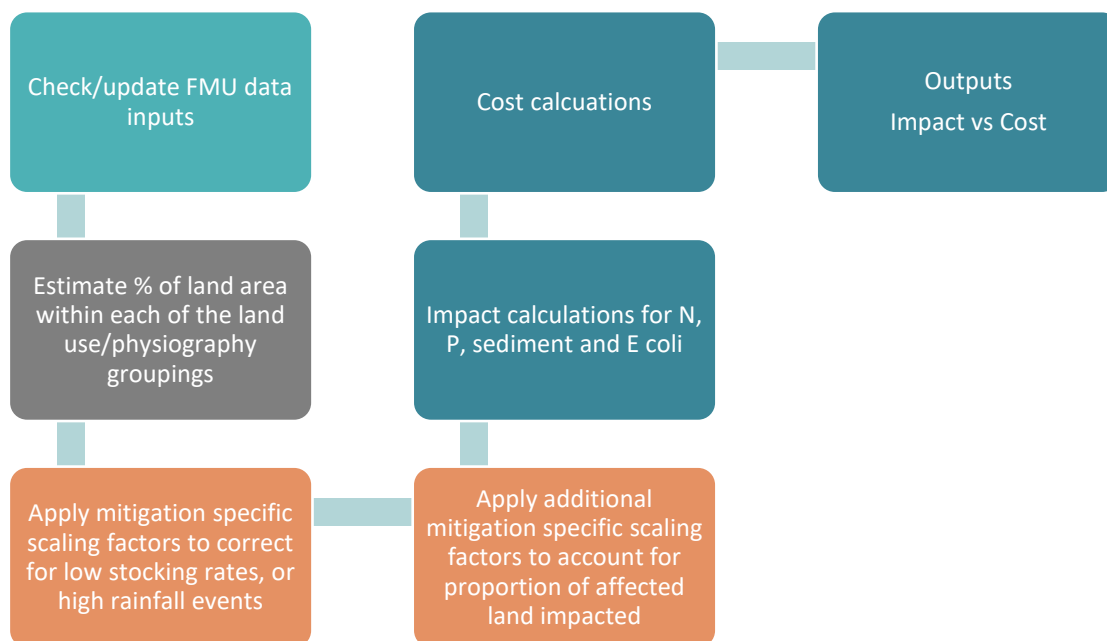 Check/update FMU data
inputs
Estimate % of land area
within each of the land
use/physiography
groupings
Apply mitigation specific
scaling factors to correct
for low stocking rates, or
high rainfall events
Apply additional
mitigation specific scaling
factors to account for
proportion of affected
land impacted
Impact calculations for N,
P, sediment and E coli
Cost calcuations
Outputs
Impact vs Cost